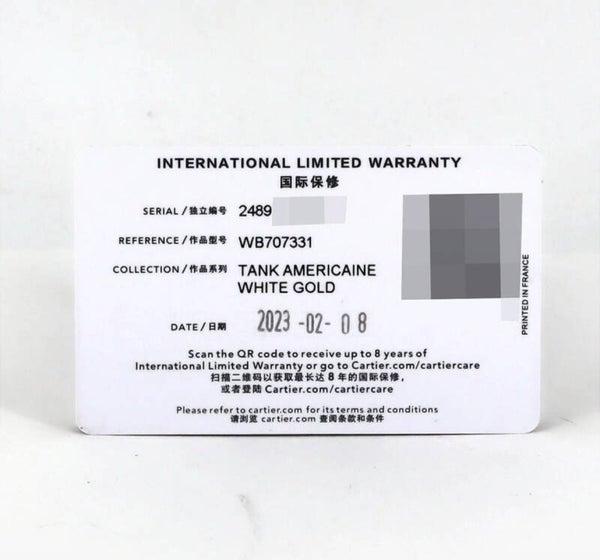 INTERNATIONAL LIMITED WARRANTY
国际保修
SERIAL / 独立编号 2489
REFERENCE / 作品型号 WB707331
COLLECTION / 作品系列 TANK AMERICAINE
WHITE GOLD
PRINTED IN FRANCE
DATE / 日期 2023 -02- 08
Scan the QR code to receive up to 8 years of
International Limited Warranty or go to Cartier.com/cartiercare
扫描二维码以获取最长达 8 年的国际保修，
或者登陆 Cartier.com/cartiercare
Please refer to cartier.com for its terms and conditions
请浏览 cartier.com 查阅条款和条件